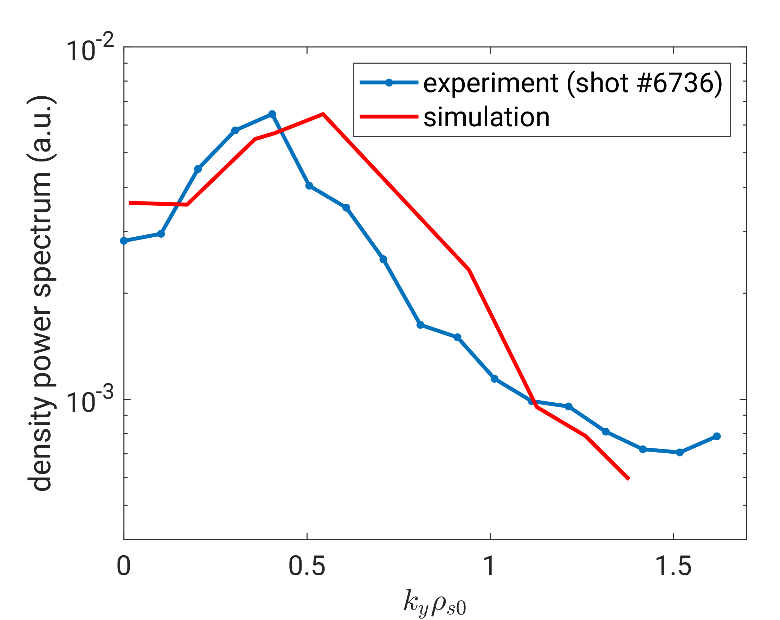 10^-2
experiment (shot #6736)
simulation
density power spectrum (a.u.)
10^-3
0
0.5
1
1.5
k_y ρ_s0